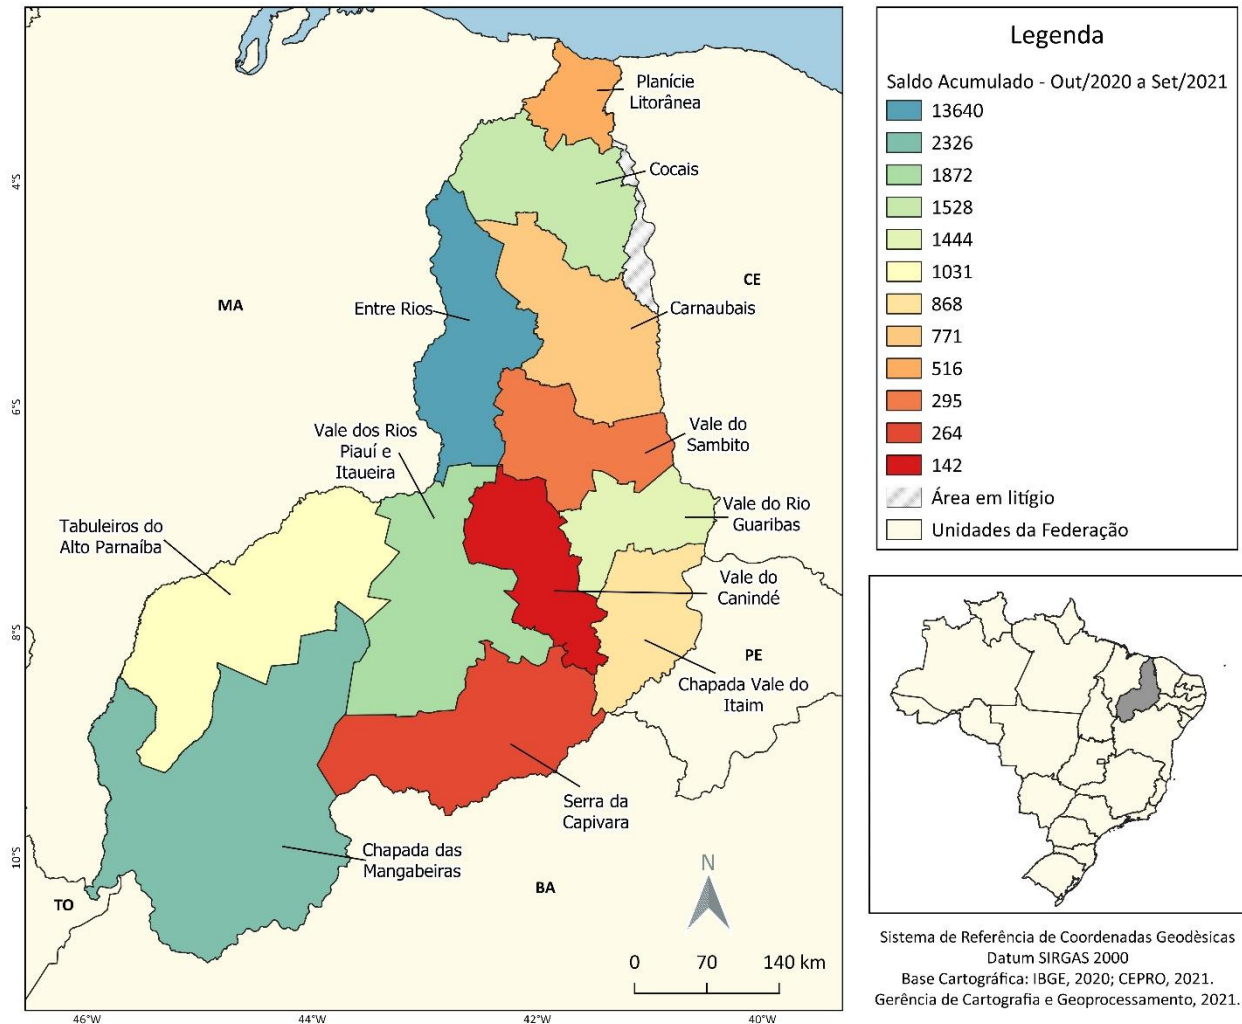 Planície
Litorânea
Cocais
4°S
MA
CE
Entre Rios
Carnaubais
6°S
Vale dos Rios
Piauí e
Itaueira
Vale do
Sambito
Tabuleiros do
Alto Parnaíba
Vale do Rio
Guaribas
Vale do
Canindé
8°S
PE
Chapada Vale do
Itaim
Serra da
Capivara
Chapada das
Mangabeiras
10°S
TO
BA
N
0 70 140 km
46°W 44°W 42°W 40°W
Legenda
Saldo Acumulado - Out/2020 a Set/2021
13640
2326
1872
1528
1444
1031
868
771
516
295
264
142
Área em litígio
Unidades da Federação
Sistema de Referência de Coordenadas Geodèsicas
Datum SIRGAS 2000
Base Cartográfica: IBGE, 2020; CEPRO, 2021.
Gerência de Cartografia e Geoprocessamento, 2021.